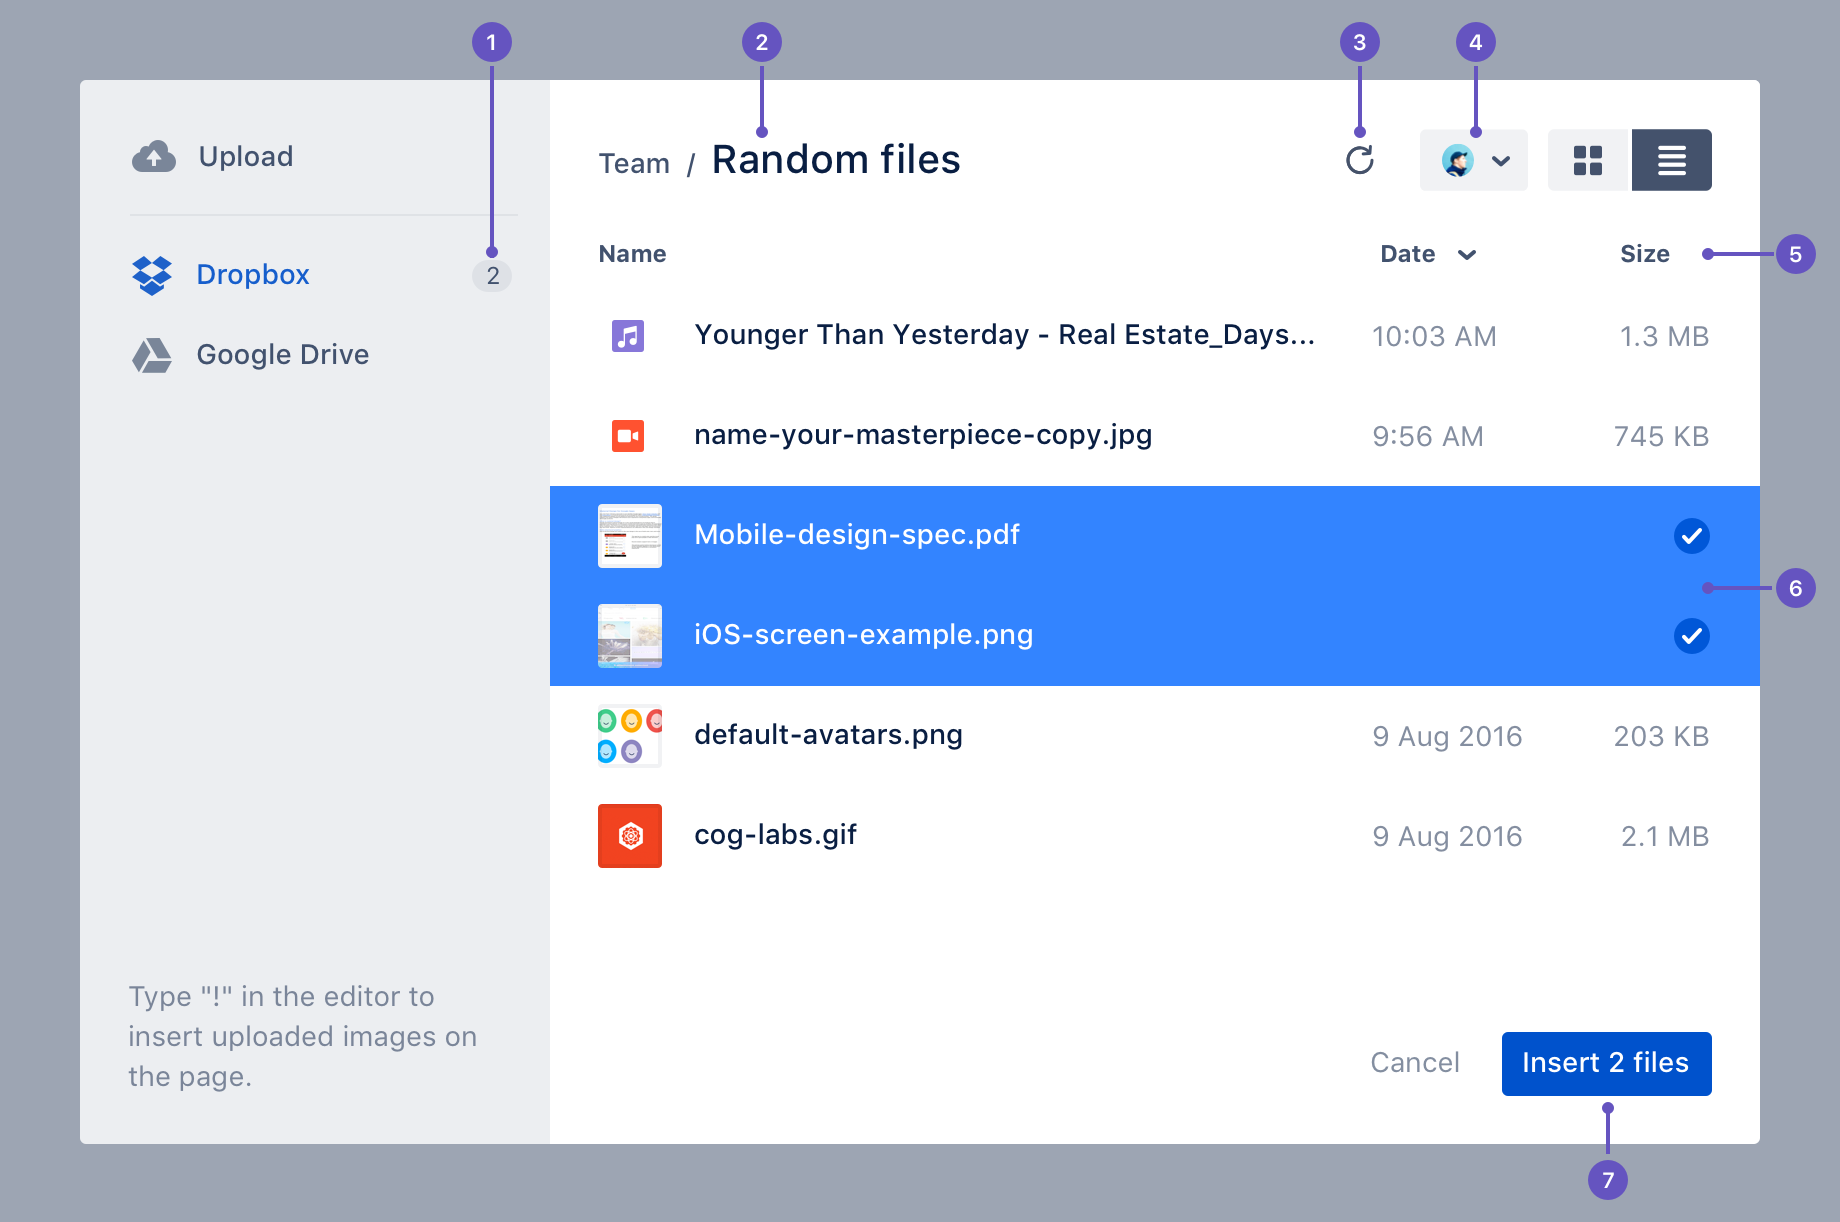 1
2
3
4
Upload
Team / Random files
Name
Date
Size
5
Dropbox
2
Google Drive
Younger Than Yesterday - Real Estate_Days...
10:03 AM
1.3 MB
name-your-masterpiece-copy.jpg
9:56 AM
745 KB
Mobile-design-spec.pdf
6
iOS-screen-example.png
default-avatars.png
9 Aug 2016
203 KB
cog-labs.gif
9 Aug 2016
2.1 MB
Type "!" in the editor to
insert uploaded images on
the page.
Cancel
Insert 2 files
7